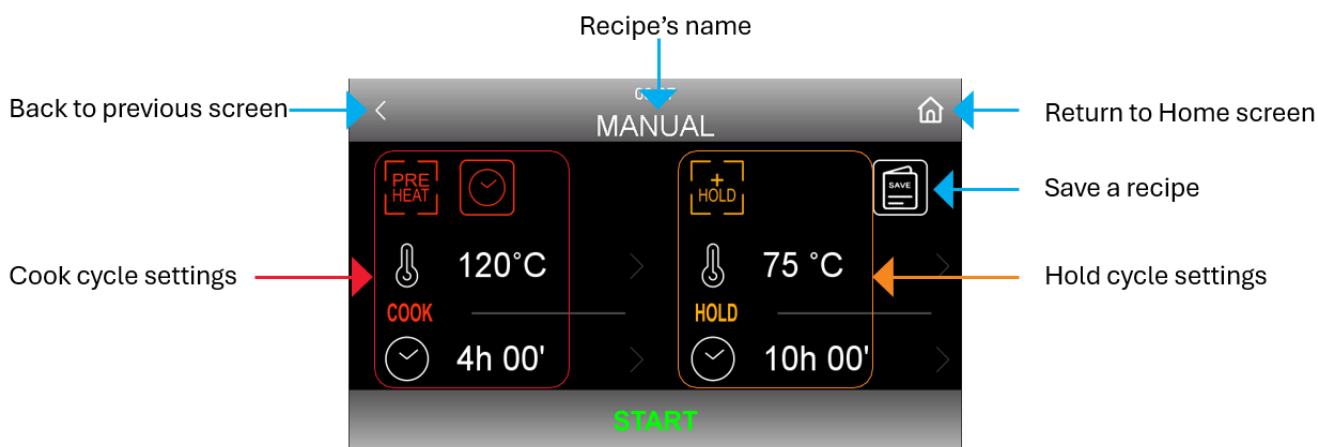 Recipe’s name
Back to previous screen
MANUAL
Return to Home screen
PRE
HEAT
+
HOLD
SAVE
Save a recipe
Cook cycle settings
120°C
75 °C
Hold cycle settings
COOK
HOLD
4h 00'
10h 00'
START